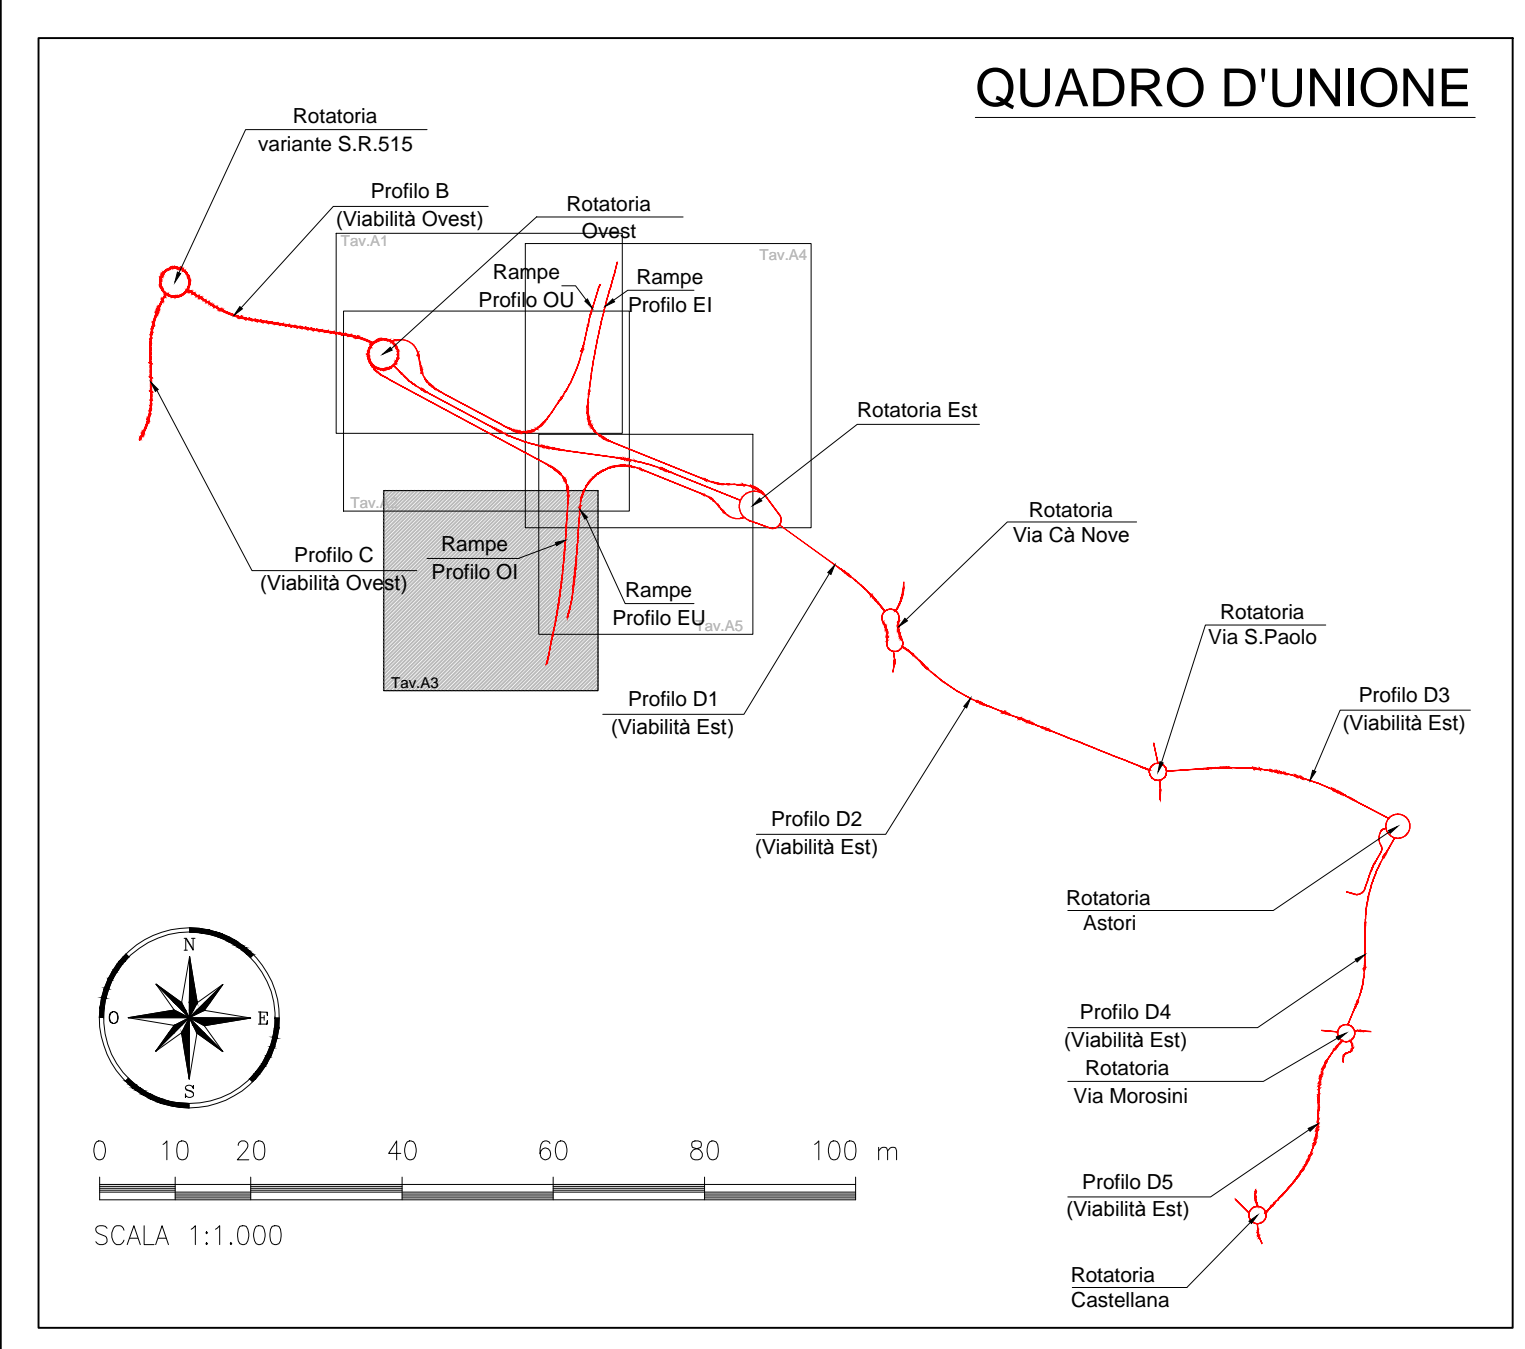 QUADRO D'UNIONE
Rotatoria
variante S.R.515
Profilo B
(Viabilità Ovest)
Rotatoria
Ovest
Tav.A1
Tav.A4
Rampe
Profilo OU
Rampe
Profilo EI
Rotatoria Est
Rotatoria
Via Cà Nove
Profilo C
(Viabilità Ovest)
Rampe
Profilo OI
Rampe
Profilo EU
Tav.A5
Tav.A3
Rotatoria
Via S.Paolo
Profilo D1
(Viabilità Est)
Profilo D3
(Viabilità Est)
Profilo D2
(Viabilità Est)
Rotatoria
Astori
Profilo D4
(Viabilità Est)
Rotatoria
Via Morosini
Profilo D5
(Viabilità Est)
Rotatoria
Castellana
N
O
E
S
0 10 20 40 60 80 100 m
SCALA 1:1.000